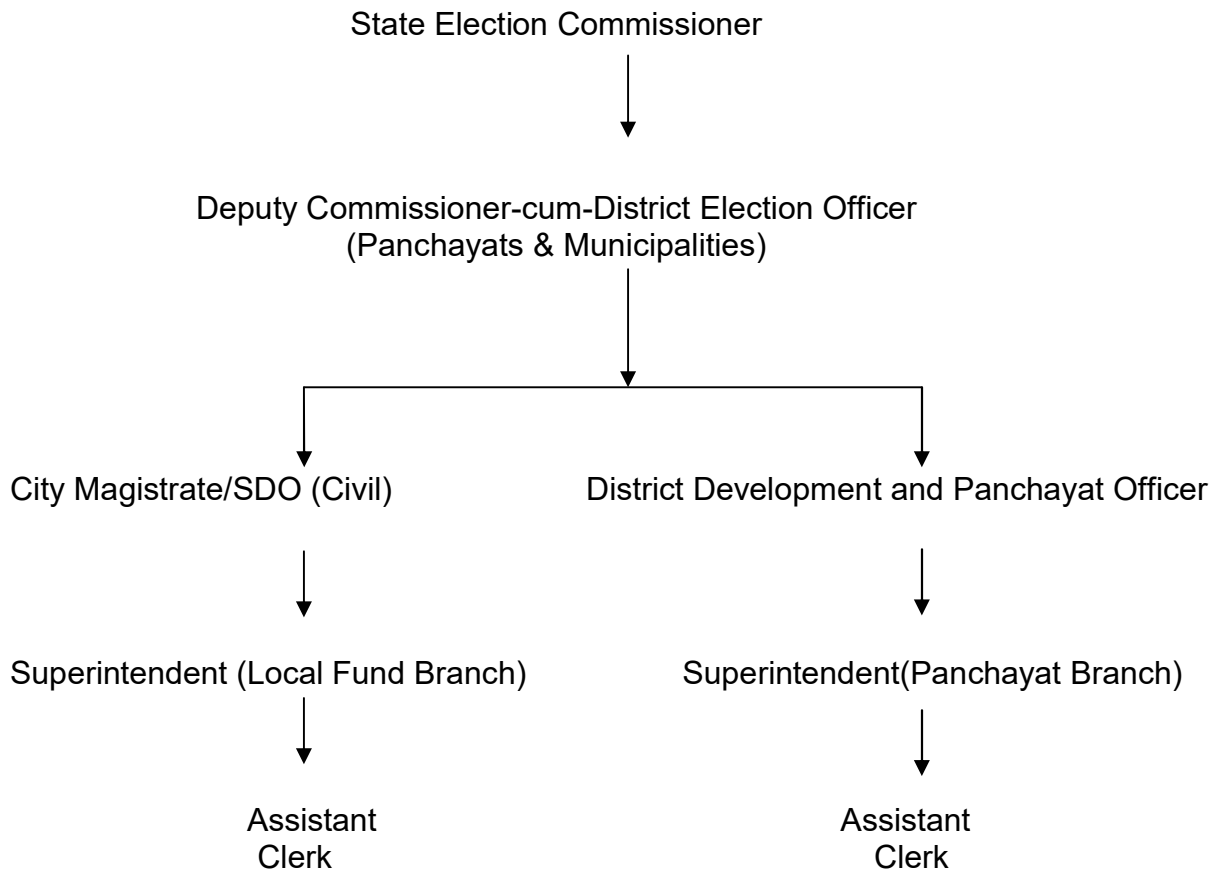 State Election Commissioner
Deputy Commissioner-cum-District Election Officer
(Panchayats & Municipalities)
City Magistrate/SDO (Civil)
District Development and Panchayat Officer
Superintendent (Local Fund Branch)
Superintendent(Panchayat Branch)
Assistant
Clerk
Assistant
Clerk